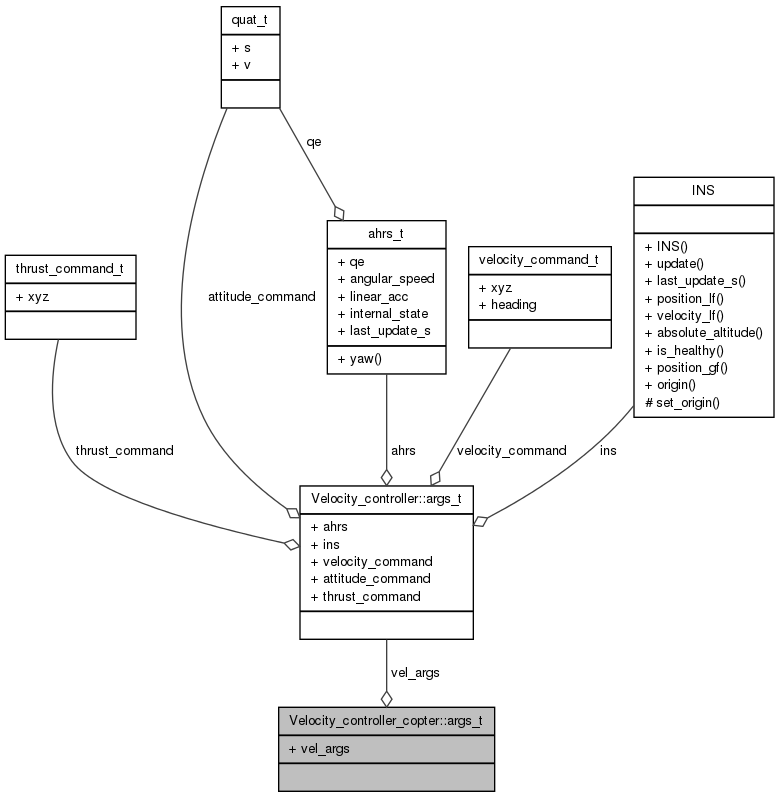 quat_t
+ s
+ v
qe
ahrs_t
+ qe
+ angular_speed
+ linear_acc
+ internal_state
+ last_update_s
+ yaw()
INS
+ INS()
+ update()
+ last_update_s()
+ position_lf()
+ velocity_lf()
+ absolute_altitude()
+ is_healthy()
+ position_gf()
+ origin()
# set_origin()
thrust_command_t
+ xyz
velocity_command_t
+ xyz
+ heading
attitude_command
thrust_command
ahrs
velocity_command
ins
Velocity_controller::args_t
+ ahrs
+ ins
+ velocity_command
+ attitude_command
+ thrust_command
vel_args
Velocity_controller_copter::args_t
+ vel_args